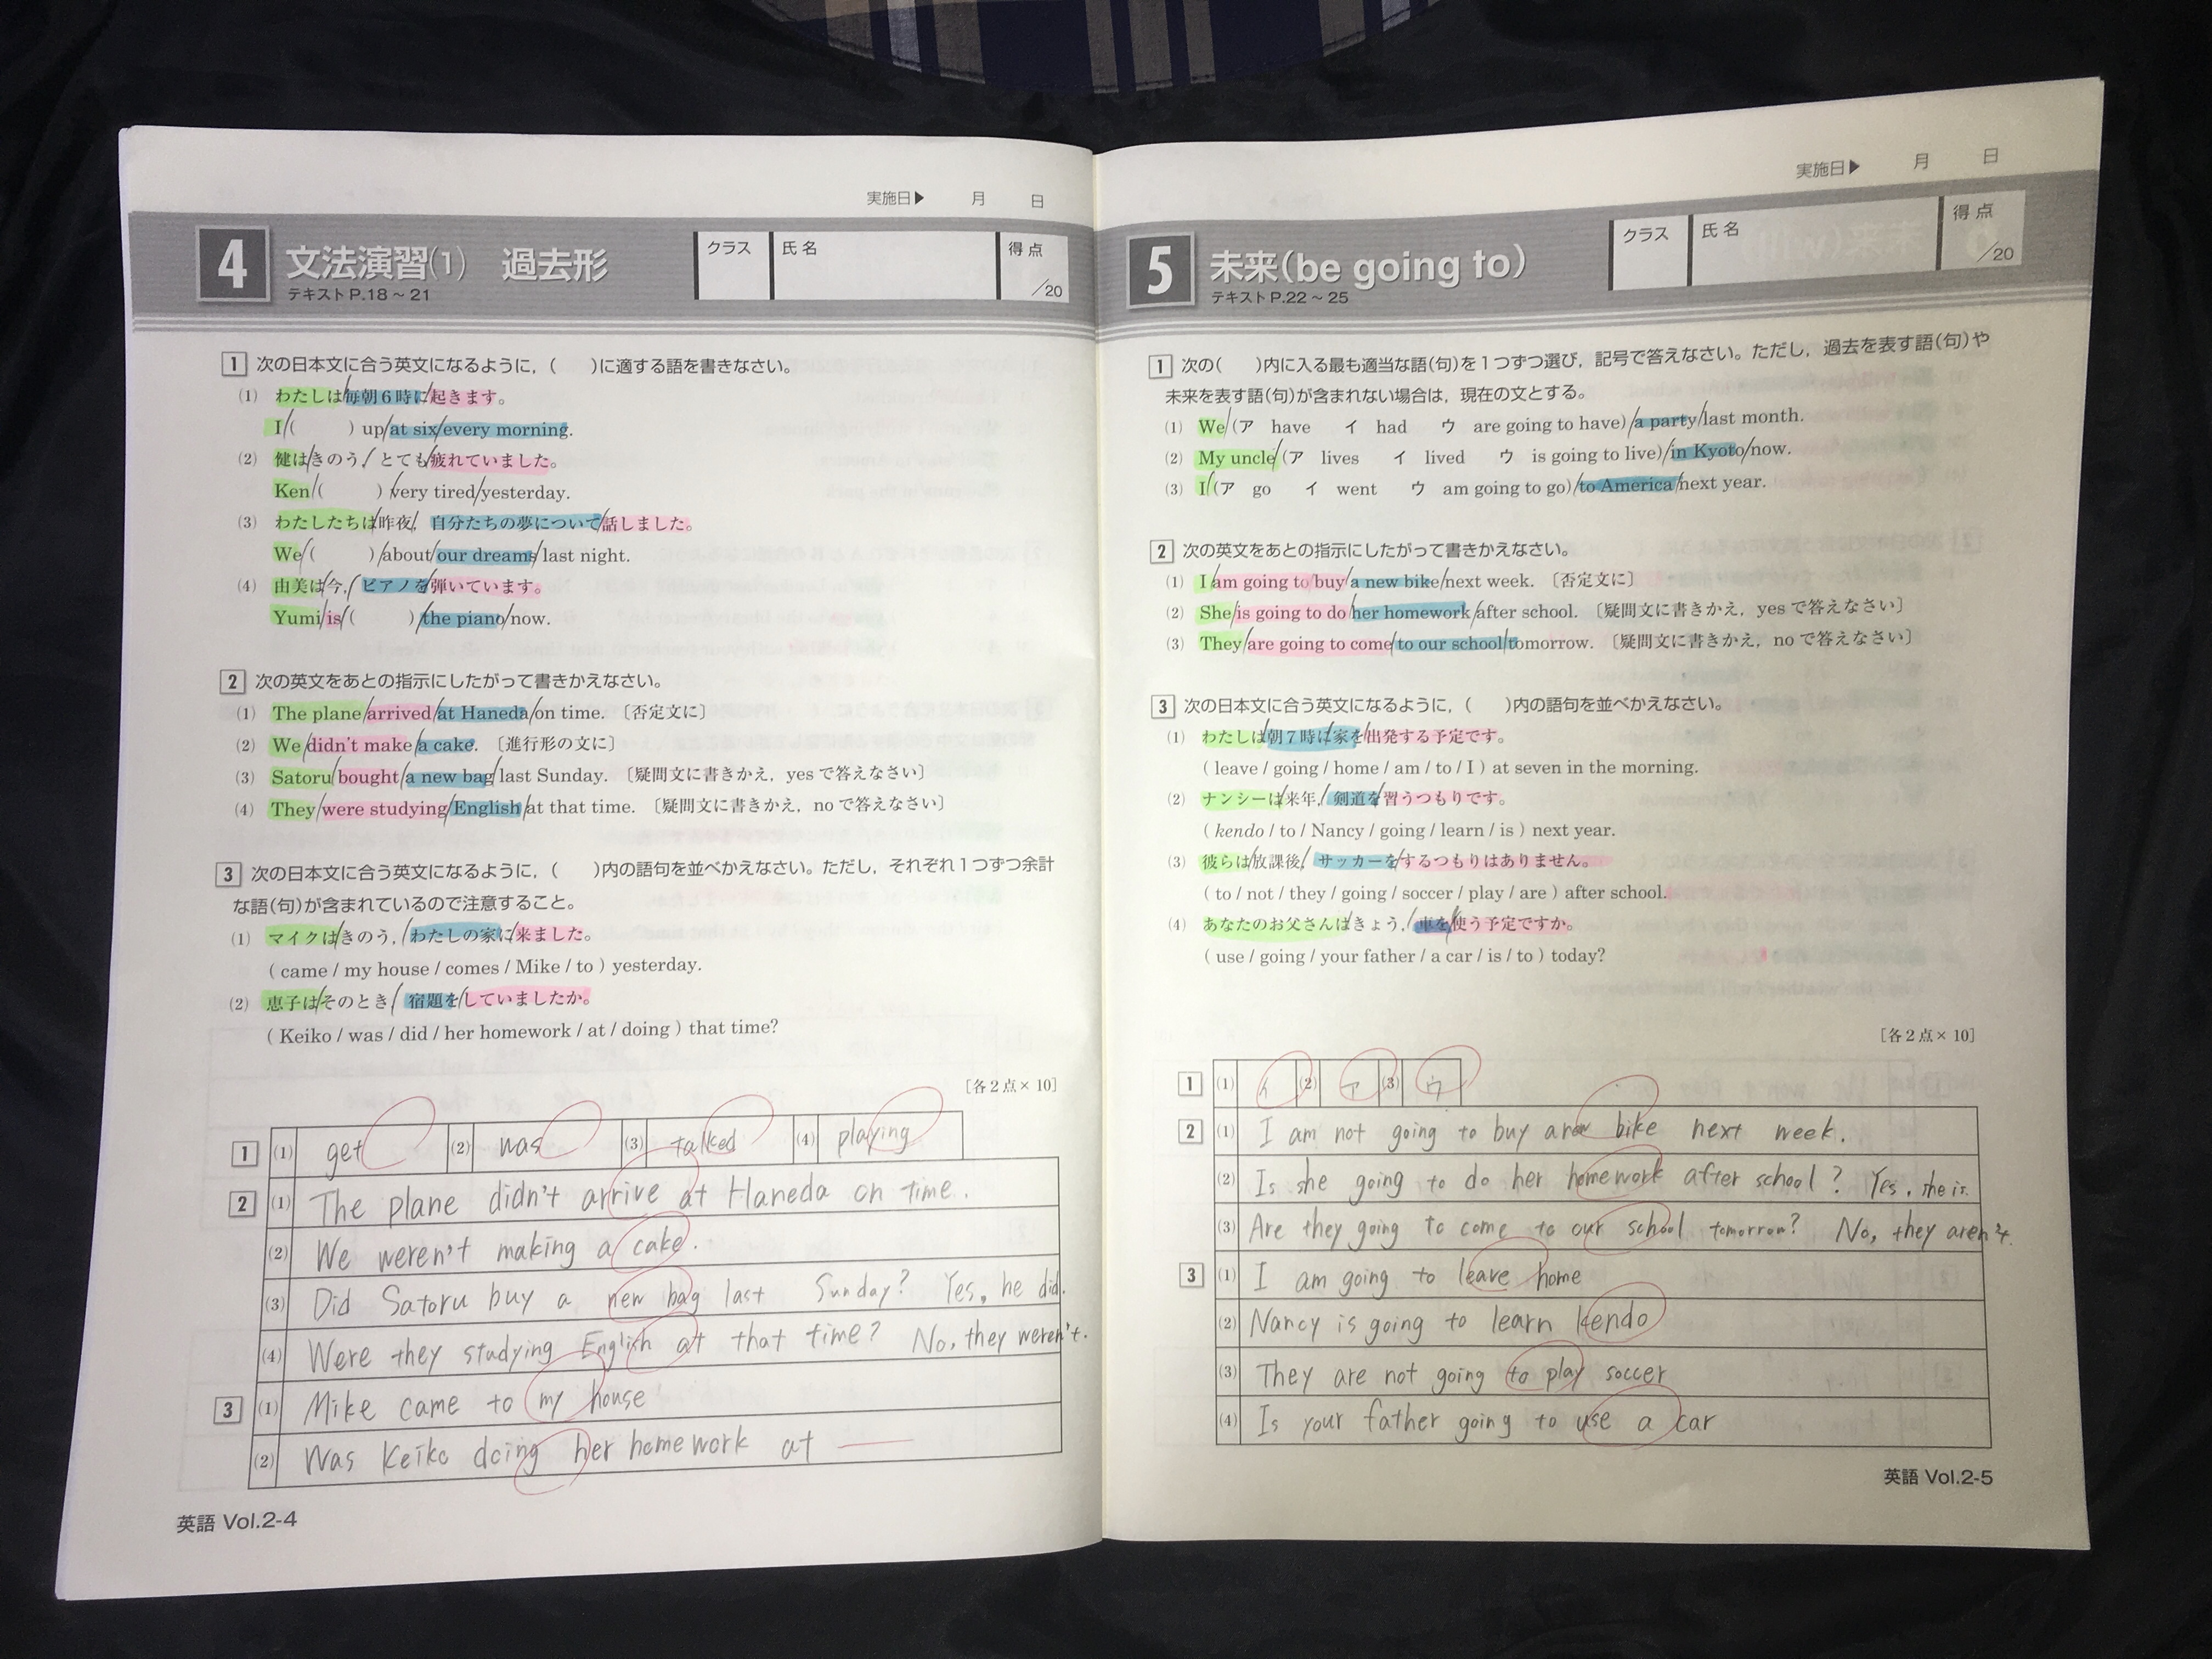 実施日▶ 月 日
4 文法演習(1) 過去形
テキスト P.18～21
クラス 氏名 得点 /20
1 次の日本文に合う英文になるように，( )に適する語を書きなさい。
(1) わたしは毎朝6時に起きます。
I ( ) up at six every morning.
(2) 健はきのう，とても疲れていました。
Ken ( ) very tired yesterday.
(3) わたしたちは昨夜，自分たちの夢について話しました。
We ( ) about our dreams last night.
(4) 由美は今，ピアノを弾いています。
Yumi is ( ) the piano now.
2 次の英文をあとの指示にしたがって書きかえなさい。
(1) The plane arrived at Haneda on time. 〔否定文に〕
(2) We didn't make a cake. 〔進行形の文に〕
(3) Satoru bought a new bag last Sunday. 〔疑問文に書きかえ，yes で答えなさい〕
(4) They were studying English at that time. 〔疑問文に書きかえ，no で答えなさい〕
3 次の日本文に合う英文になるように，( )内の語句を並べかえなさい。ただし，それぞれ1つずつ余計
な語(句)が含まれているので注意すること。
(1) マイクはきのう，わたしの家に来ました。
( came / my house / comes / Mike / to ) yesterday.
(2) 恵子はそのとき，宿題をしていましたか。
( Keiko / was / did / her homework / at / doing ) that time?
[各2点×10]
1 (1) get (2) was (3) talked (4) playing
2 (1) The plane didn't arrive at Haneda on time.
(2) We weren't making a cake.
(3) Did Satoru buy a new bag last Sunday? Yes, he did.
(4) Were they studying English at that time? No, they weren't.
3 (1) Mike came to my house
(2) Was Keiko doing her homework at
英語 Vol.2-4
実施日▶ 月 日
5 未来(be going to)
テキスト P.22～25
クラス 氏名 得点 /20
1 次の( )内に入る最も適当な語(句)を1つずつ選び，記号で答えなさい。ただし，過去を表す語(句)や
未来を表す語(句)が含まれない場合は，現在の文とする。
(1) We (ア have イ had ウ are going to have) a party last month.
(2) My uncle (ア lives イ lived ウ is going to live) in Kyoto now.
(3) I (ア go イ went ウ am going to go) to America next year.
2 次の英文をあとの指示にしたがって書きかえなさい。
(1) I am going to buy a new bike next week. 〔否定文に〕
(2) She is going to do her homework after school. 〔疑問文に書きかえ，yes で答えなさい〕
(3) They are going to come to our school tomorrow. 〔疑問文に書きかえ，no で答えなさい〕
3 次の日本文に合う英文になるように，( )内の語句を並べかえなさい。
(1) わたしは朝7時に家を出発する予定です。
( leave / going / home / am / to / I ) at seven in the morning.
(2) ナンシーは来年，剣道を習うつもりです。
( kendo / to / Nancy / going / learn / is ) next year.
(3) 彼らは放課後，サッカーをするつもりはありません。
( to / not / they / going / soccer / play / are ) after school.
(4) あなたのお父さんはきょう，車を使う予定ですか。
( use / going / your father / a car / is / to ) today?
[各2点×10]
1 (1) イ (2) ア (3) ウ
2 (1) I am not going to buy a new bike next week.
(2) Is she going to do her homework after school? Yes, she is.
(3) Are they going to come to our school tomorrow? No, they aren't.
3 (1) I am going to leave home
(2) Nancy is going to learn kendo
(3) They are not going to play soccer
(4) Is your father going to use a car
英語 Vol.2-5